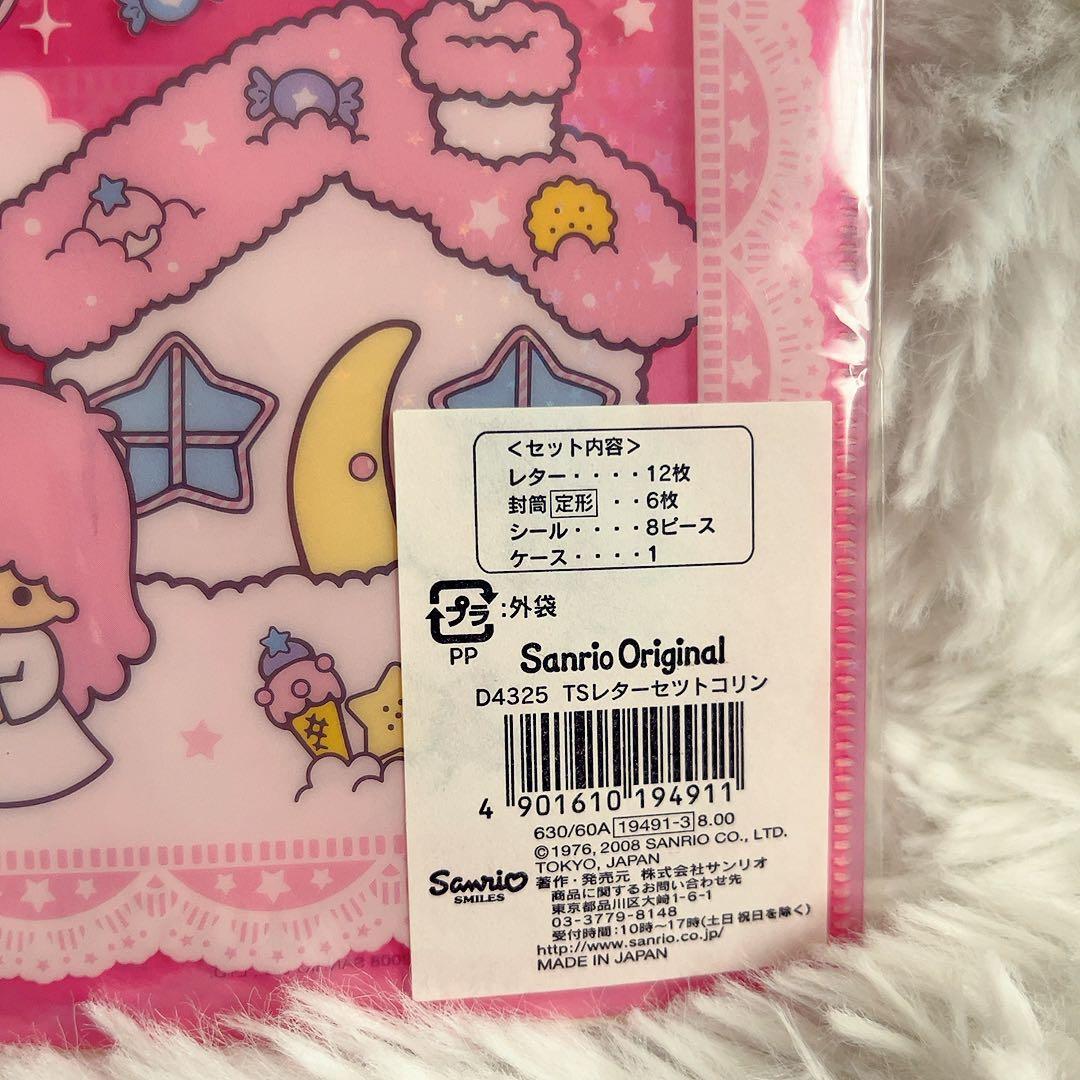 <セット内容>
レター・・・・12枚
封筒 定形 ・・6枚
シール・・・・8ピース
ケース・・・・1
プラ :外袋
PP
Sanrio Original
D4325 TSレターセツトコリン
4 901610 194911
630/60A 19491-3 8.00
©1976, 2008 SANRIO CO., LTD.
TOKYO, JAPAN
Sanrio
SMILES
著作・発売元 株式会社サンリオ
商品に関するお問い合わせ先
東京都品川区大崎1-6-1
03-3779-8148
受付時間:10時〜17時(土日祝日を除く)
http://www.sanrio.co.jp/
MADE IN JAPAN